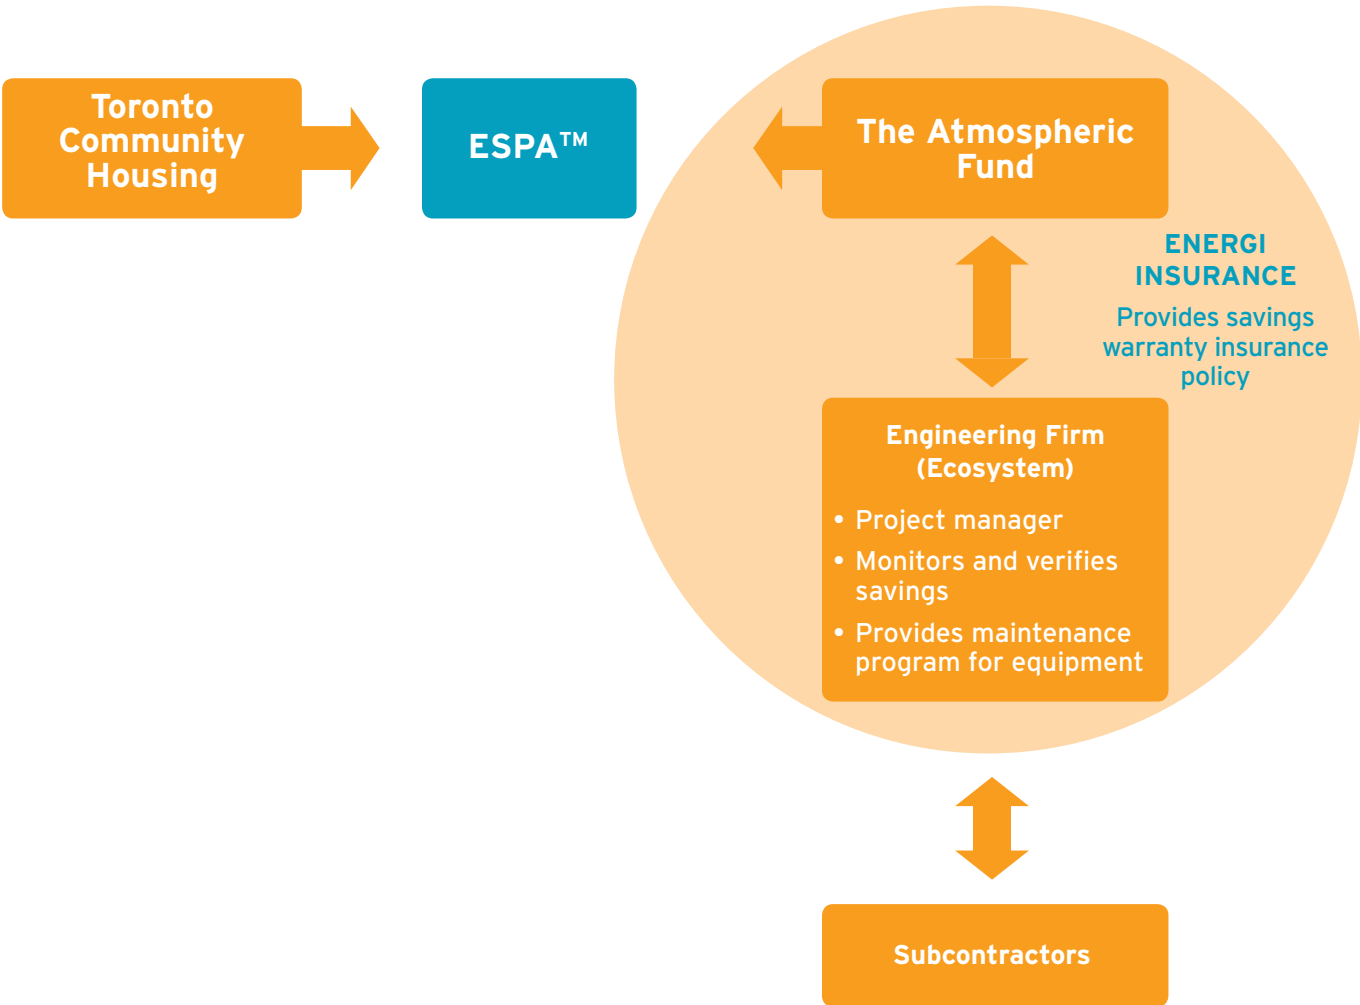 Toronto
Community
Housing
ESPA™
The Atmospheric
Fund
ENERGI
INSURANCE
Provides savings
warranty insurance
policy
Engineering Firm
(Ecosystem)
• Project manager
• Monitors and verifies
savings
• Provides maintenance
program for equipment
Subcontractors